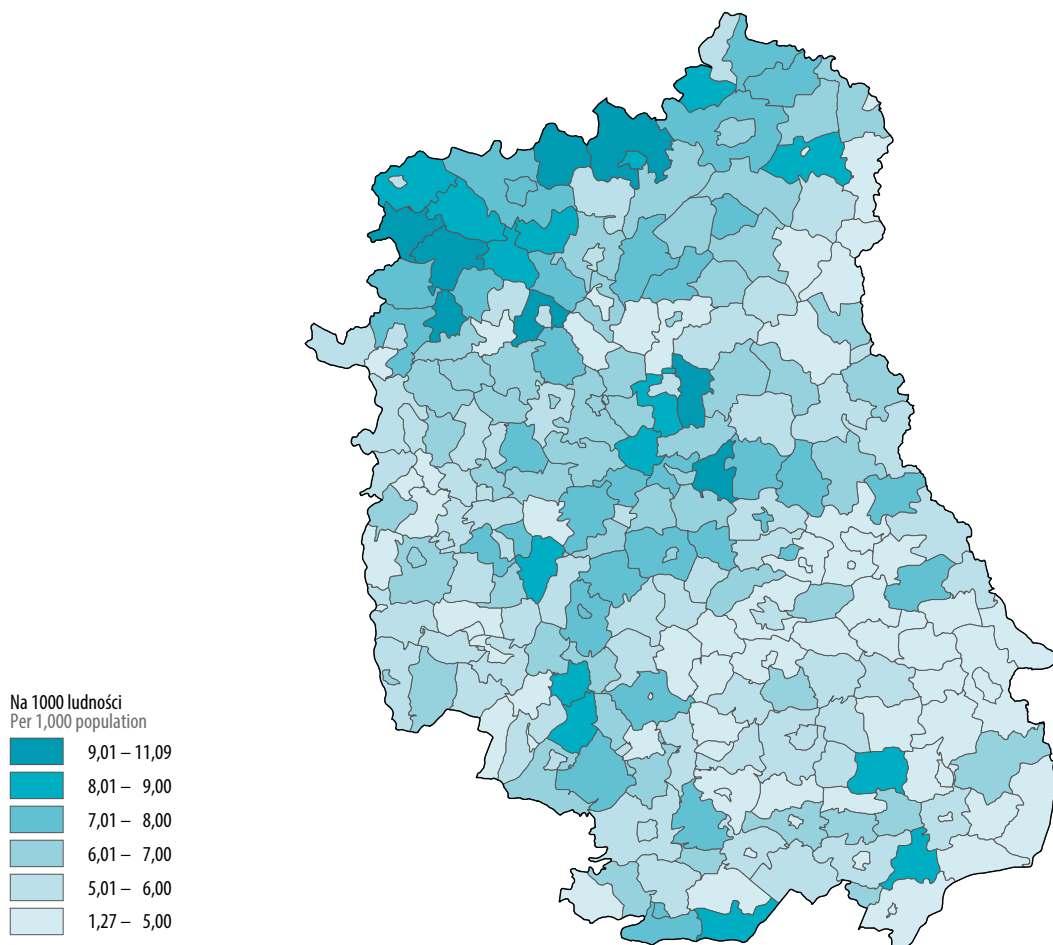 Na 1000 ludności
Per 1,000 population
9,01 – 11,09
8,01 – 9,00
7,01 – 8,00
6,01 – 7,00
5,01 – 6,00
1,27 – 5,00